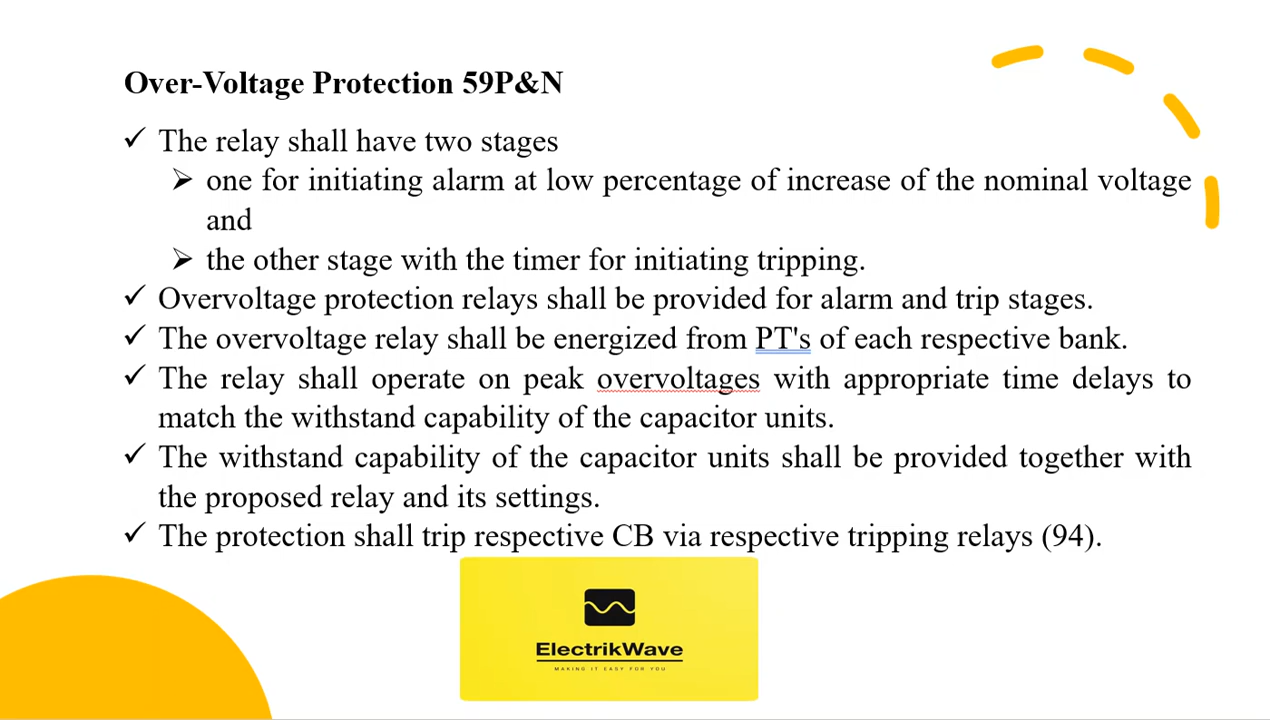 Over-Voltage Protection 59P&N
✓ The relay shall have two stages
➢ one for initiating alarm at low percentage of increase of the nominal voltage
and
➢ the other stage with the timer for initiating tripping.
✓ Overvoltage protection relays shall be provided for alarm and trip stages.
✓ The overvoltage relay shall be energized from PT's of each respective bank.
✓ The relay shall operate on peak overvoltages with appropriate time delays to
match the withstand capability of the capacitor units.
✓ The withstand capability of the capacitor units shall be provided together with
the proposed relay and its settings.
✓ The protection shall trip respective CB via respective tripping relays (94).
ElectrikWave
MAKING IT EASY FOR YOU